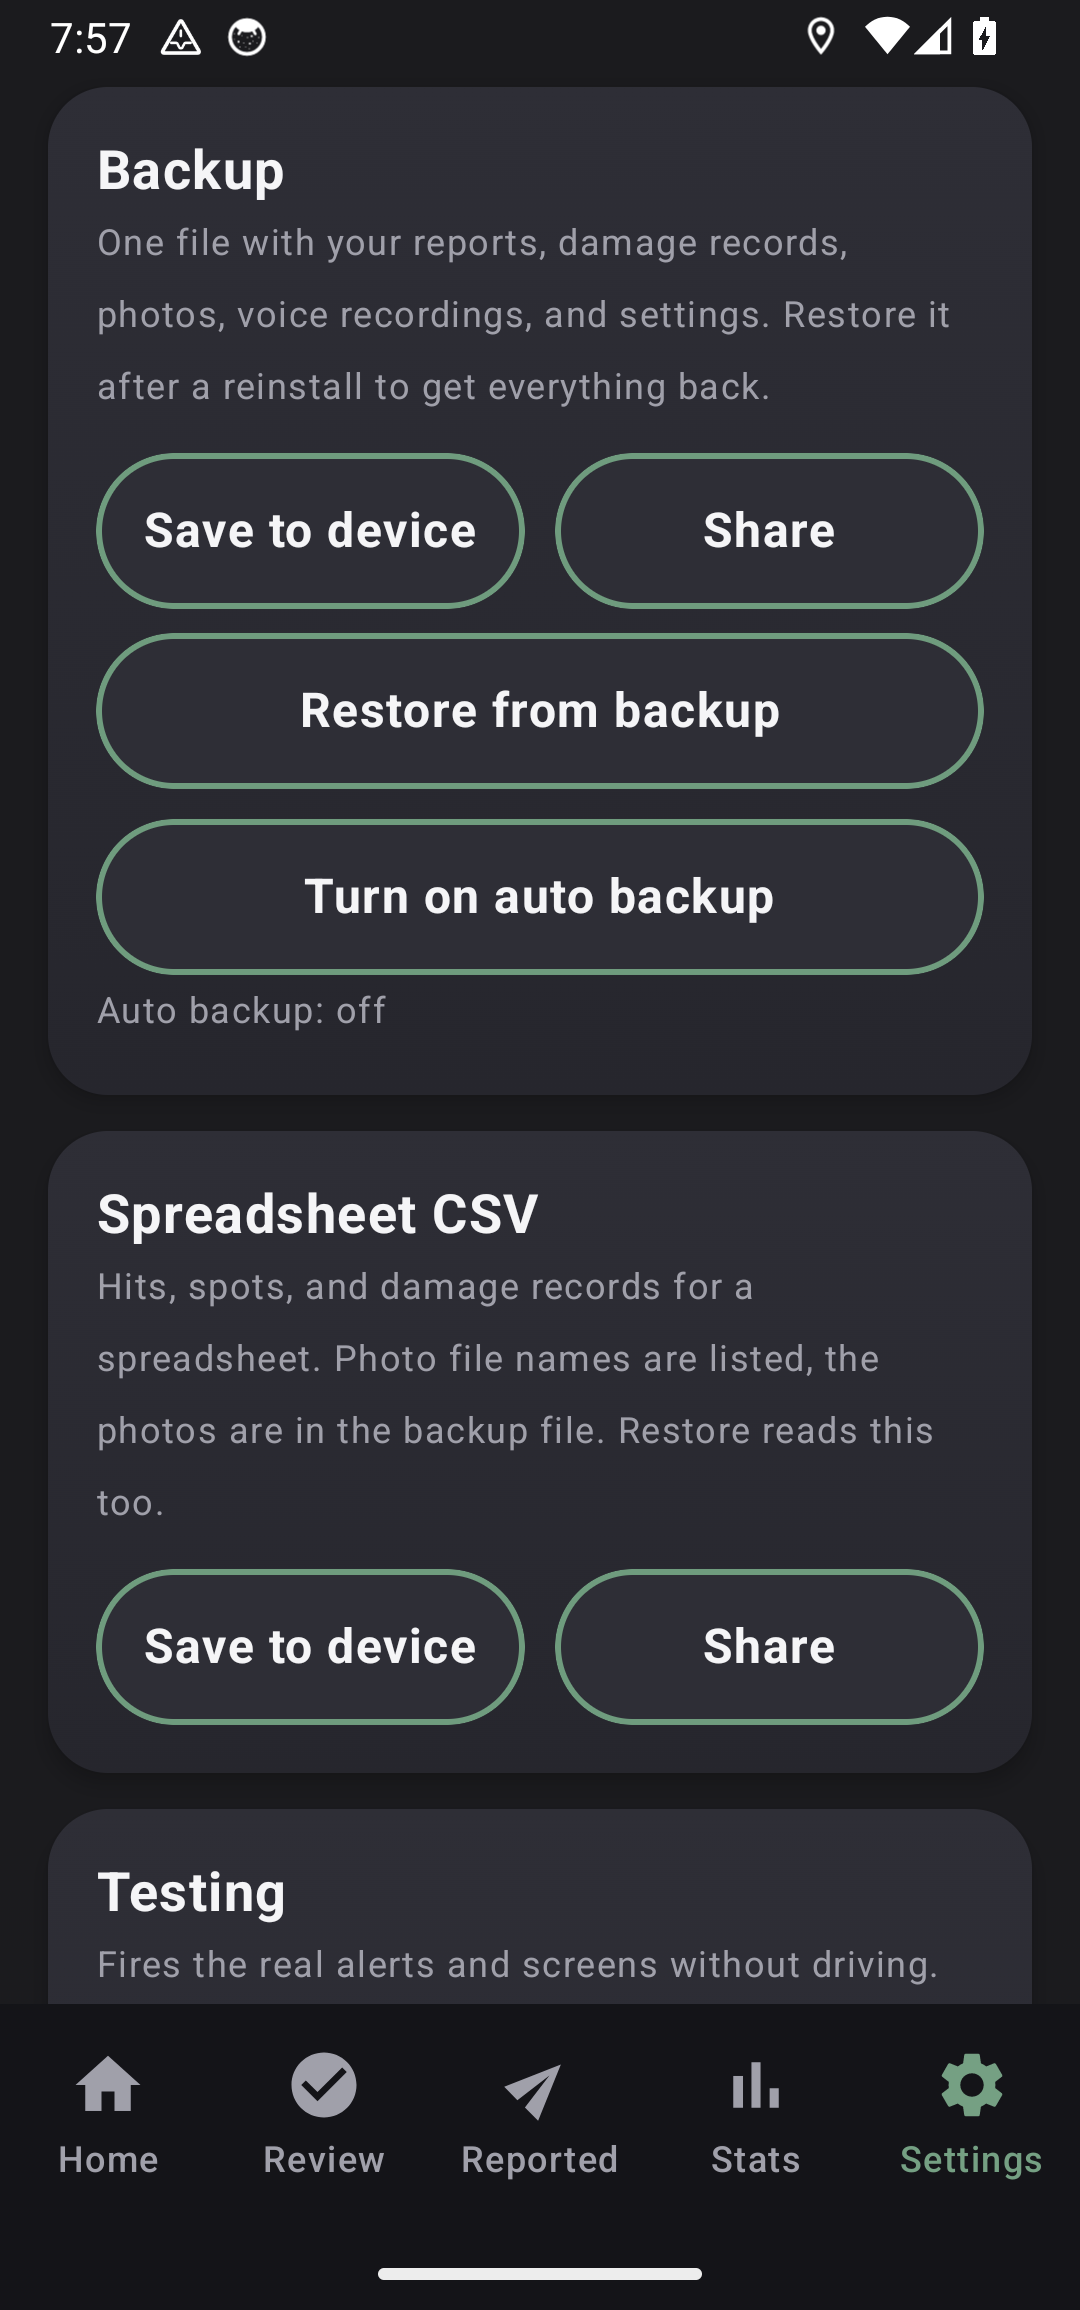 7:57
Backup
One file with your reports, damage records,
photos, voice recordings, and settings. Restore it
after a reinstall to get everything back.
Save to device
Share
Restore from backup
Turn on auto backup
Auto backup: off
Spreadsheet CSV
Hits, spots, and damage records for a
spreadsheet. Photo file names are listed, the
photos are in the backup file. Restore reads this
too.
Save to device
Share
Testing
Fires the real alerts and screens without driving.
Home
Review
Reported
Stats
Settings